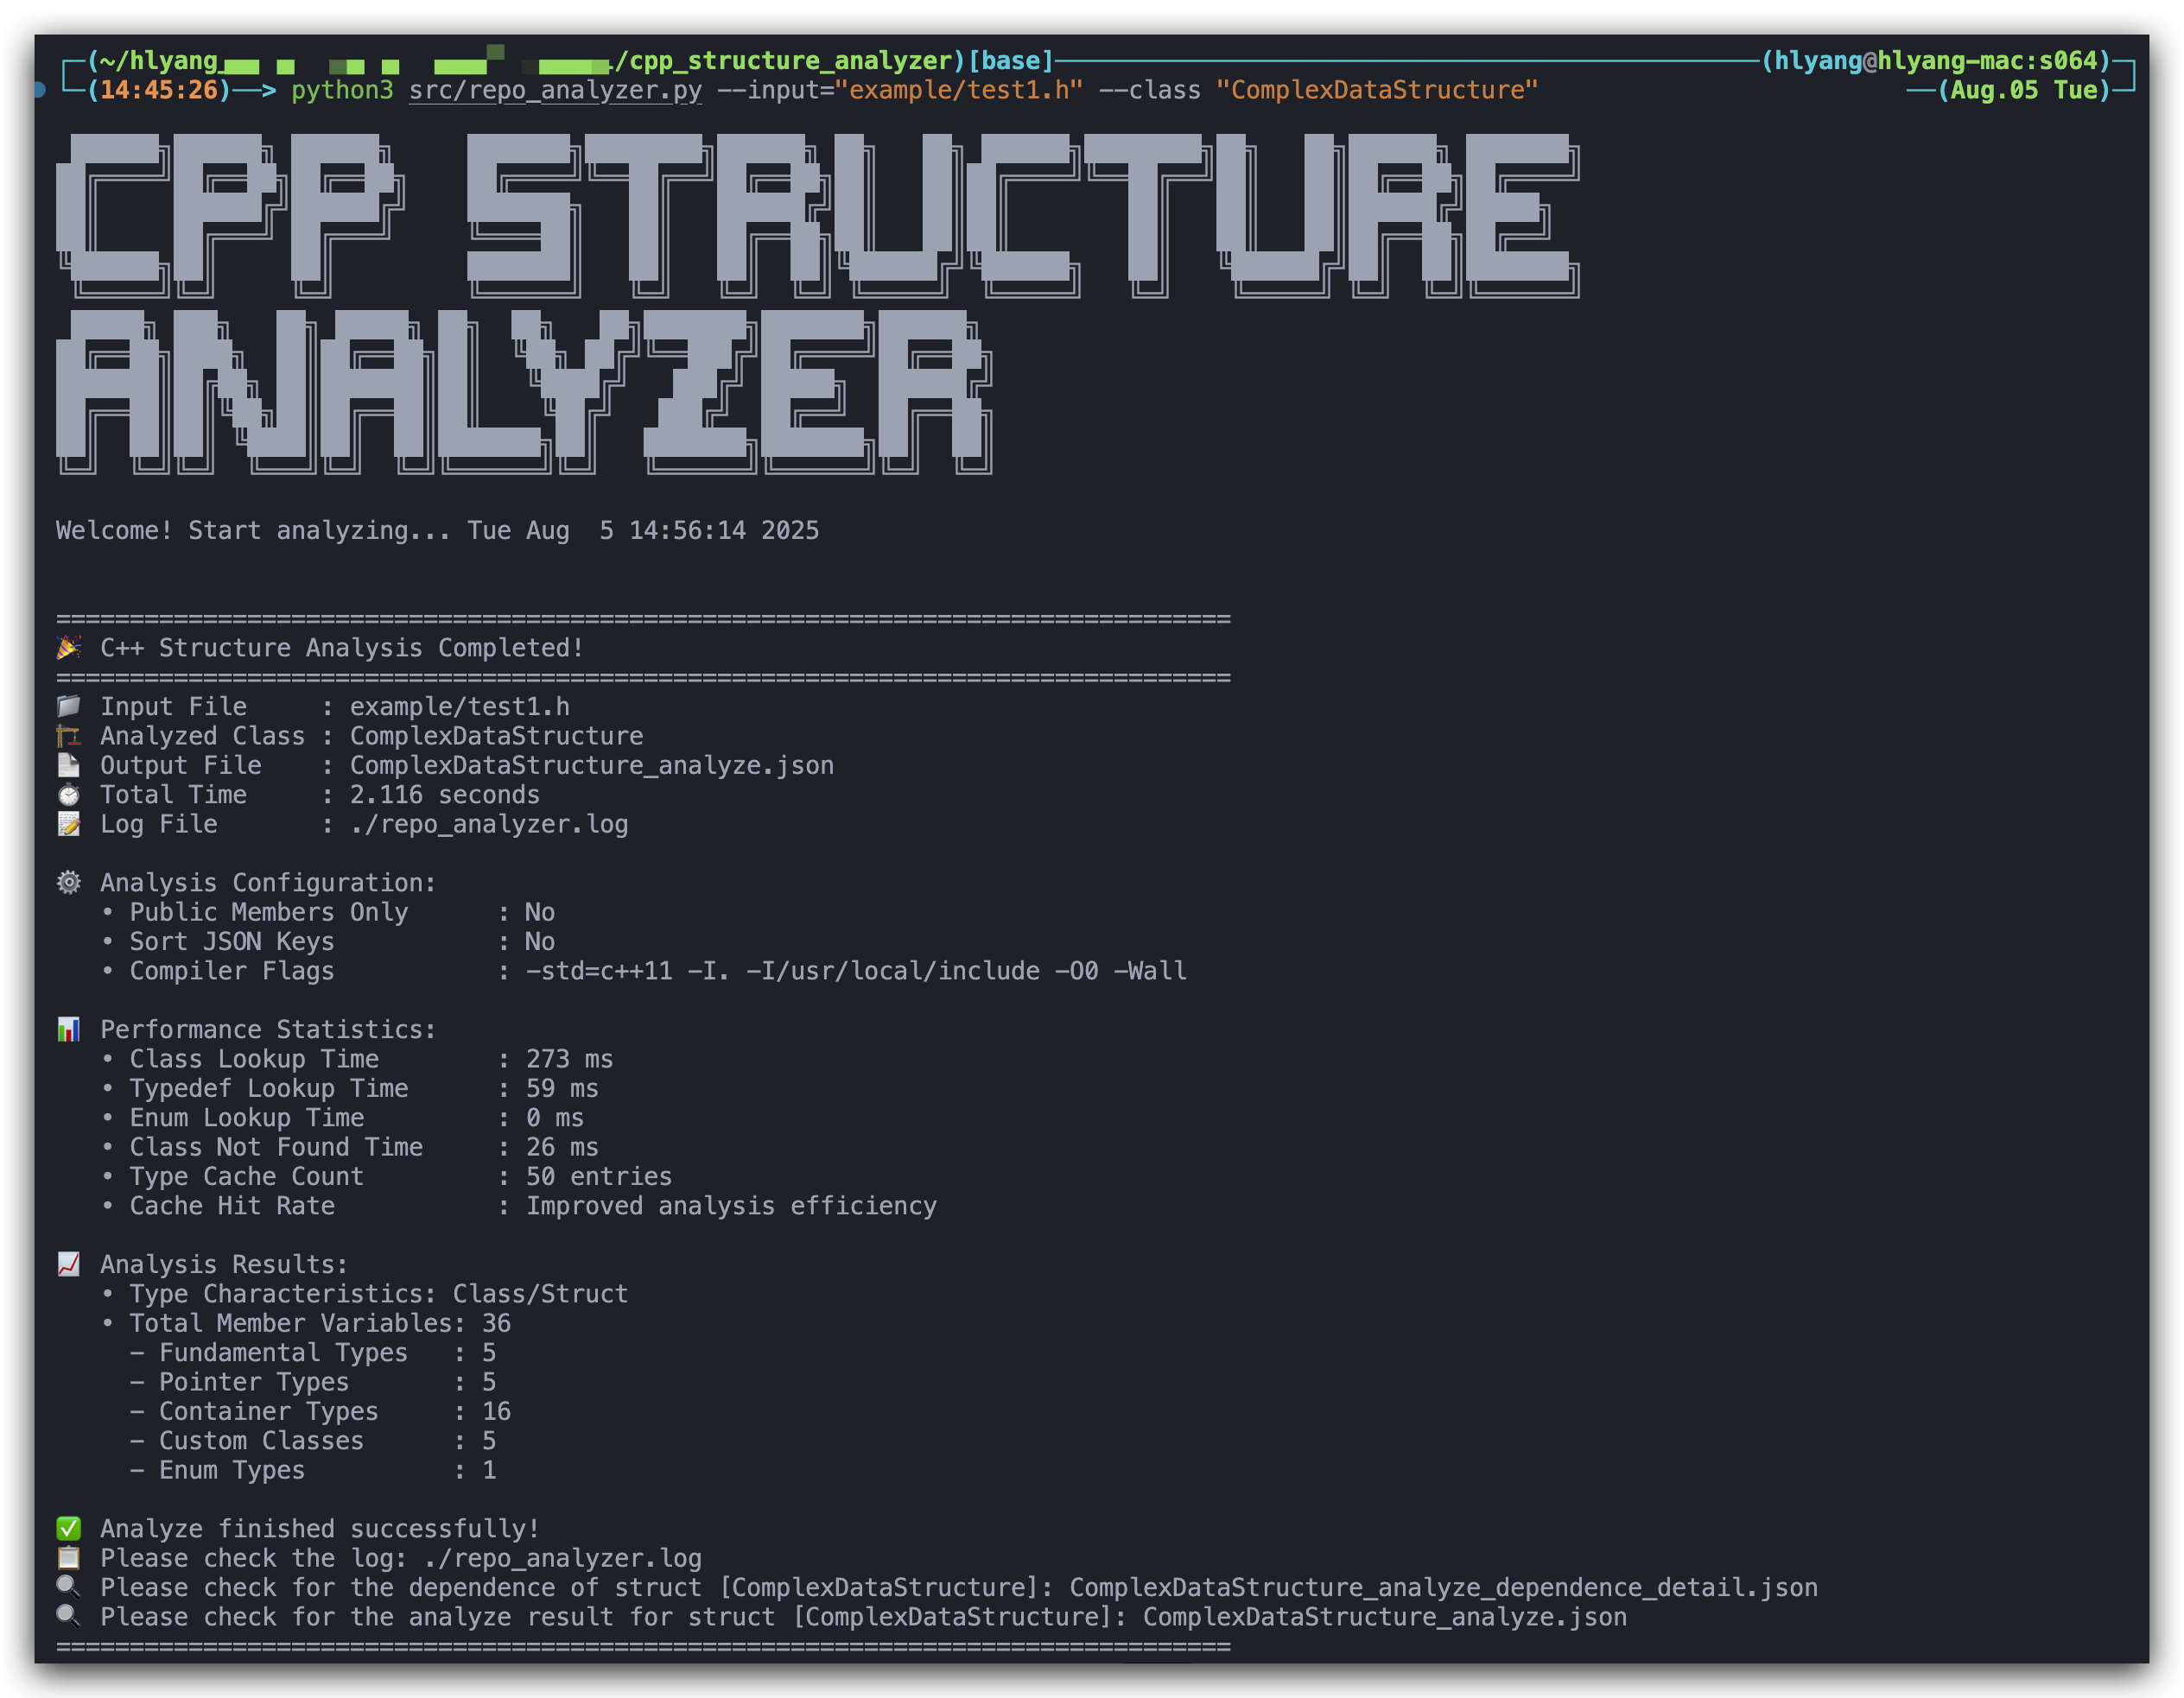 (~/hlyang_ /cpp_structure_analyzer)[base] (hlyang@hlyang-mac:s064)
(14:45:26)——> python3 src/repo_analyzer.py --input="example/test1.h" --class "ComplexDataStructure" (Aug.05 Tue)
CPP STRUCTURE
ANALYZER
Welcome! Start analyzing... Tue Aug  5 14:56:14 2025
================================================================================
🎉 C++ Structure Analysis Completed!
================================================================================
📁 Input File     : example/test1.h
🏗️ Analyzed Class : ComplexDataStructure
📄 Output File    : ComplexDataStructure_analyze.json
⏱️ Total Time     : 2.116 seconds
📝 Log File       : ./repo_analyzer.log
⚙️ Analysis Configuration:
• Public Members Only      : No
• Sort JSON Keys           : No
• Compiler Flags           : -std=c++11 -I. -I/usr/local/include -O0 -Wall
📊 Performance Statistics:
• Class Lookup Time        : 273 ms
• Typedef Lookup Time      : 59 ms
• Enum Lookup Time         : 0 ms
• Class Not Found Time     : 26 ms
• Type Cache Count         : 50 entries
• Cache Hit Rate           : Improved analysis efficiency
📈 Analysis Results:
• Type Characteristics: Class/Struct
• Total Member Variables: 36
- Fundamental Types   : 5
- Pointer Types       : 5
- Container Types     : 16
- Custom Classes      : 5
- Enum Types          : 1
✅ Analyze finished successfully!
📋 Please check the log: ./repo_analyzer.log
🔍 Please check for the dependence of struct [ComplexDataStructure]: ComplexDataStructure_analyze_dependence_detail.json
🔍 Please check for the analyze result for struct [ComplexDataStructure]: ComplexDataStructure_analyze.json
================================================================================